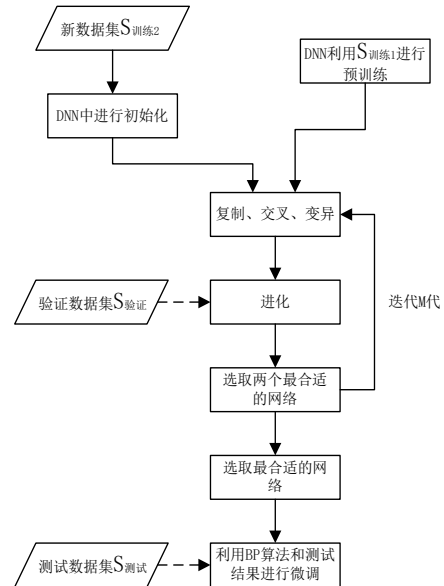 新数据集S训练2
DNN利用S训练1进行
预训练
DNN中进行初始化
复制、交叉、变异
验证数据集S验证
进化
迭代M代
选取两个最合适
的网络
选取最合适的网
络
测试数据集S测试
利用BP算法和测试
结果进行微调